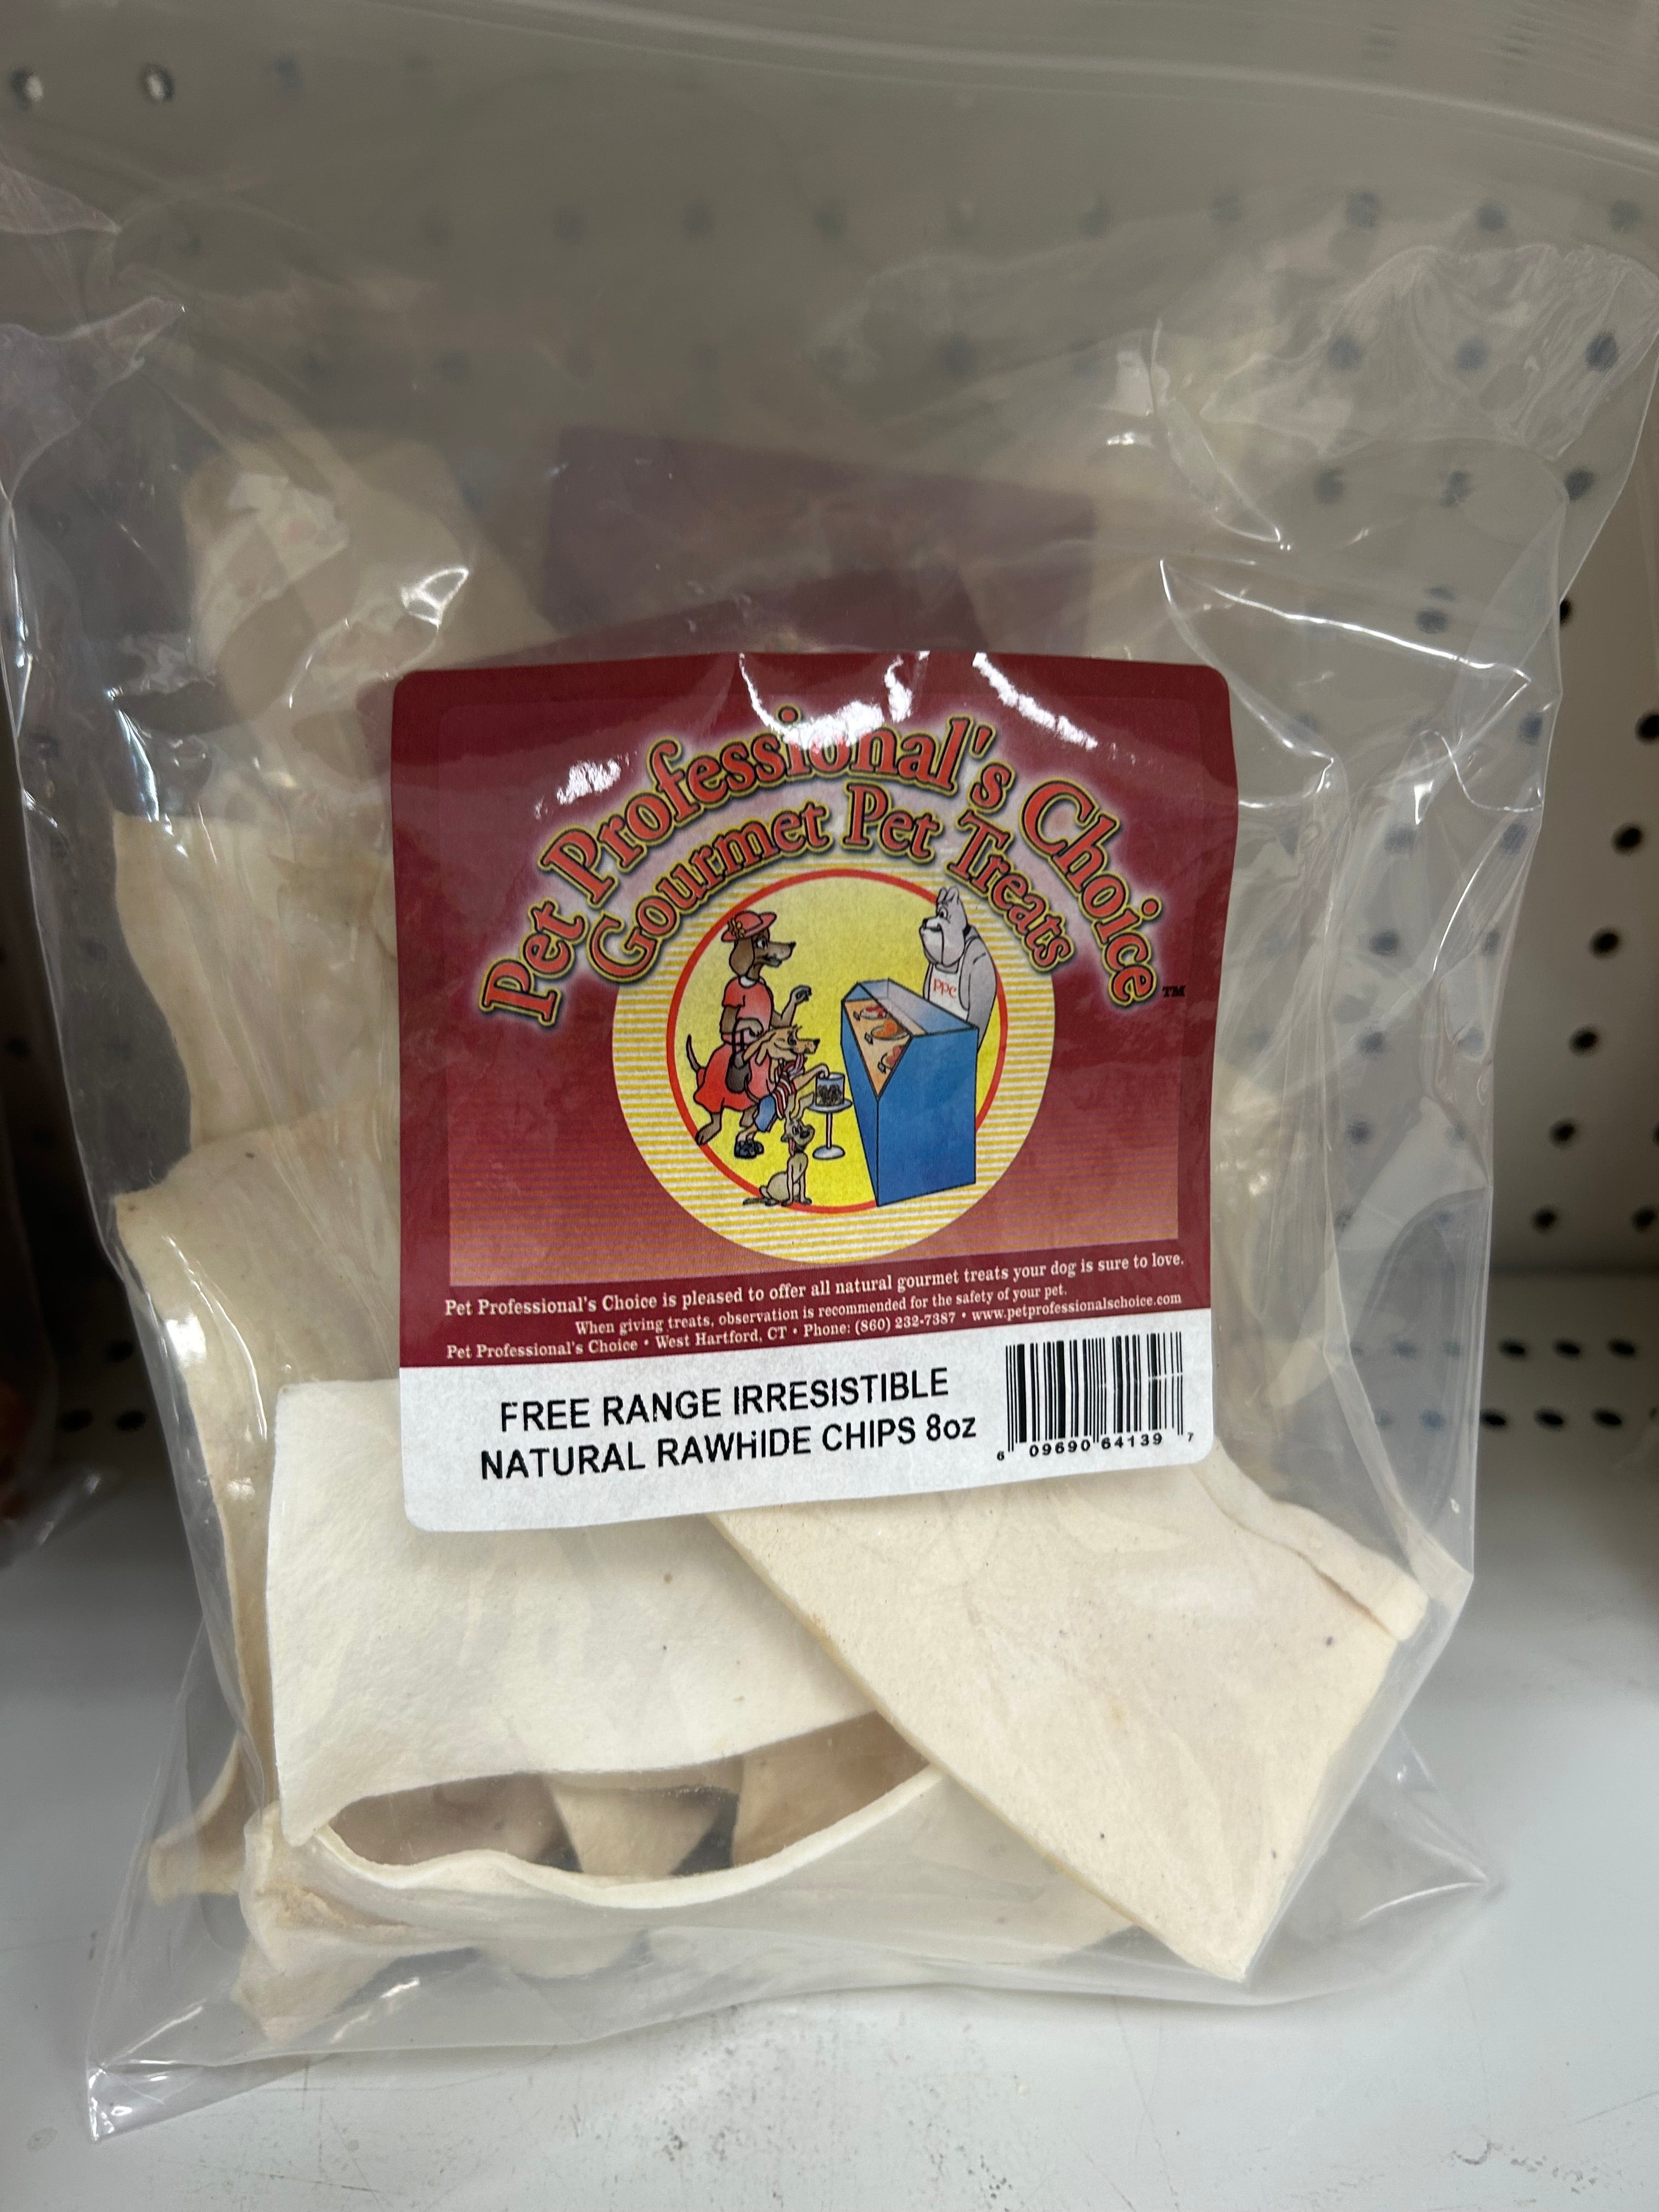 Pet Professional's Choice™
Gourmet Pet Treats
PPC
Pet Professional's Choice is pleased to offer all natural gourmet treats your dog is sure to love.
When giving treats, observation is recommended for the safety of your pet.
Pet Professional's Choice • West Hartford, CT • Phone: (860) 232-7387 • www.petprofessionalschoice.com
FREE RANGE IRRESISTIBLE
NATURAL RAWHIDE CHIPS 8oz
6 09690 64139 7